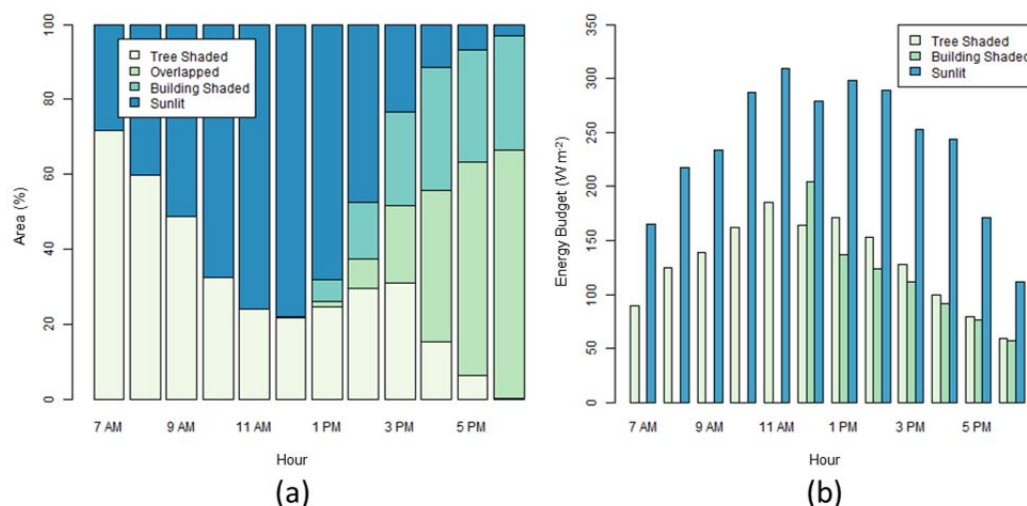 Area (%)
100
80
60
40
20
0
Tree Shaded
Overlapped
Building Shaded
Sunlit
7 AM
9 AM
11 AM
1 PM
3 PM
5 PM
Hour
(a)
Energy Budget (W m-2)
350
300
250
200
150
100
50
0
Tree Shaded
Building Shaded
Sunlit
7 AM
9 AM
11 AM
1 PM
3 PM
5 PM
Hour
(b)